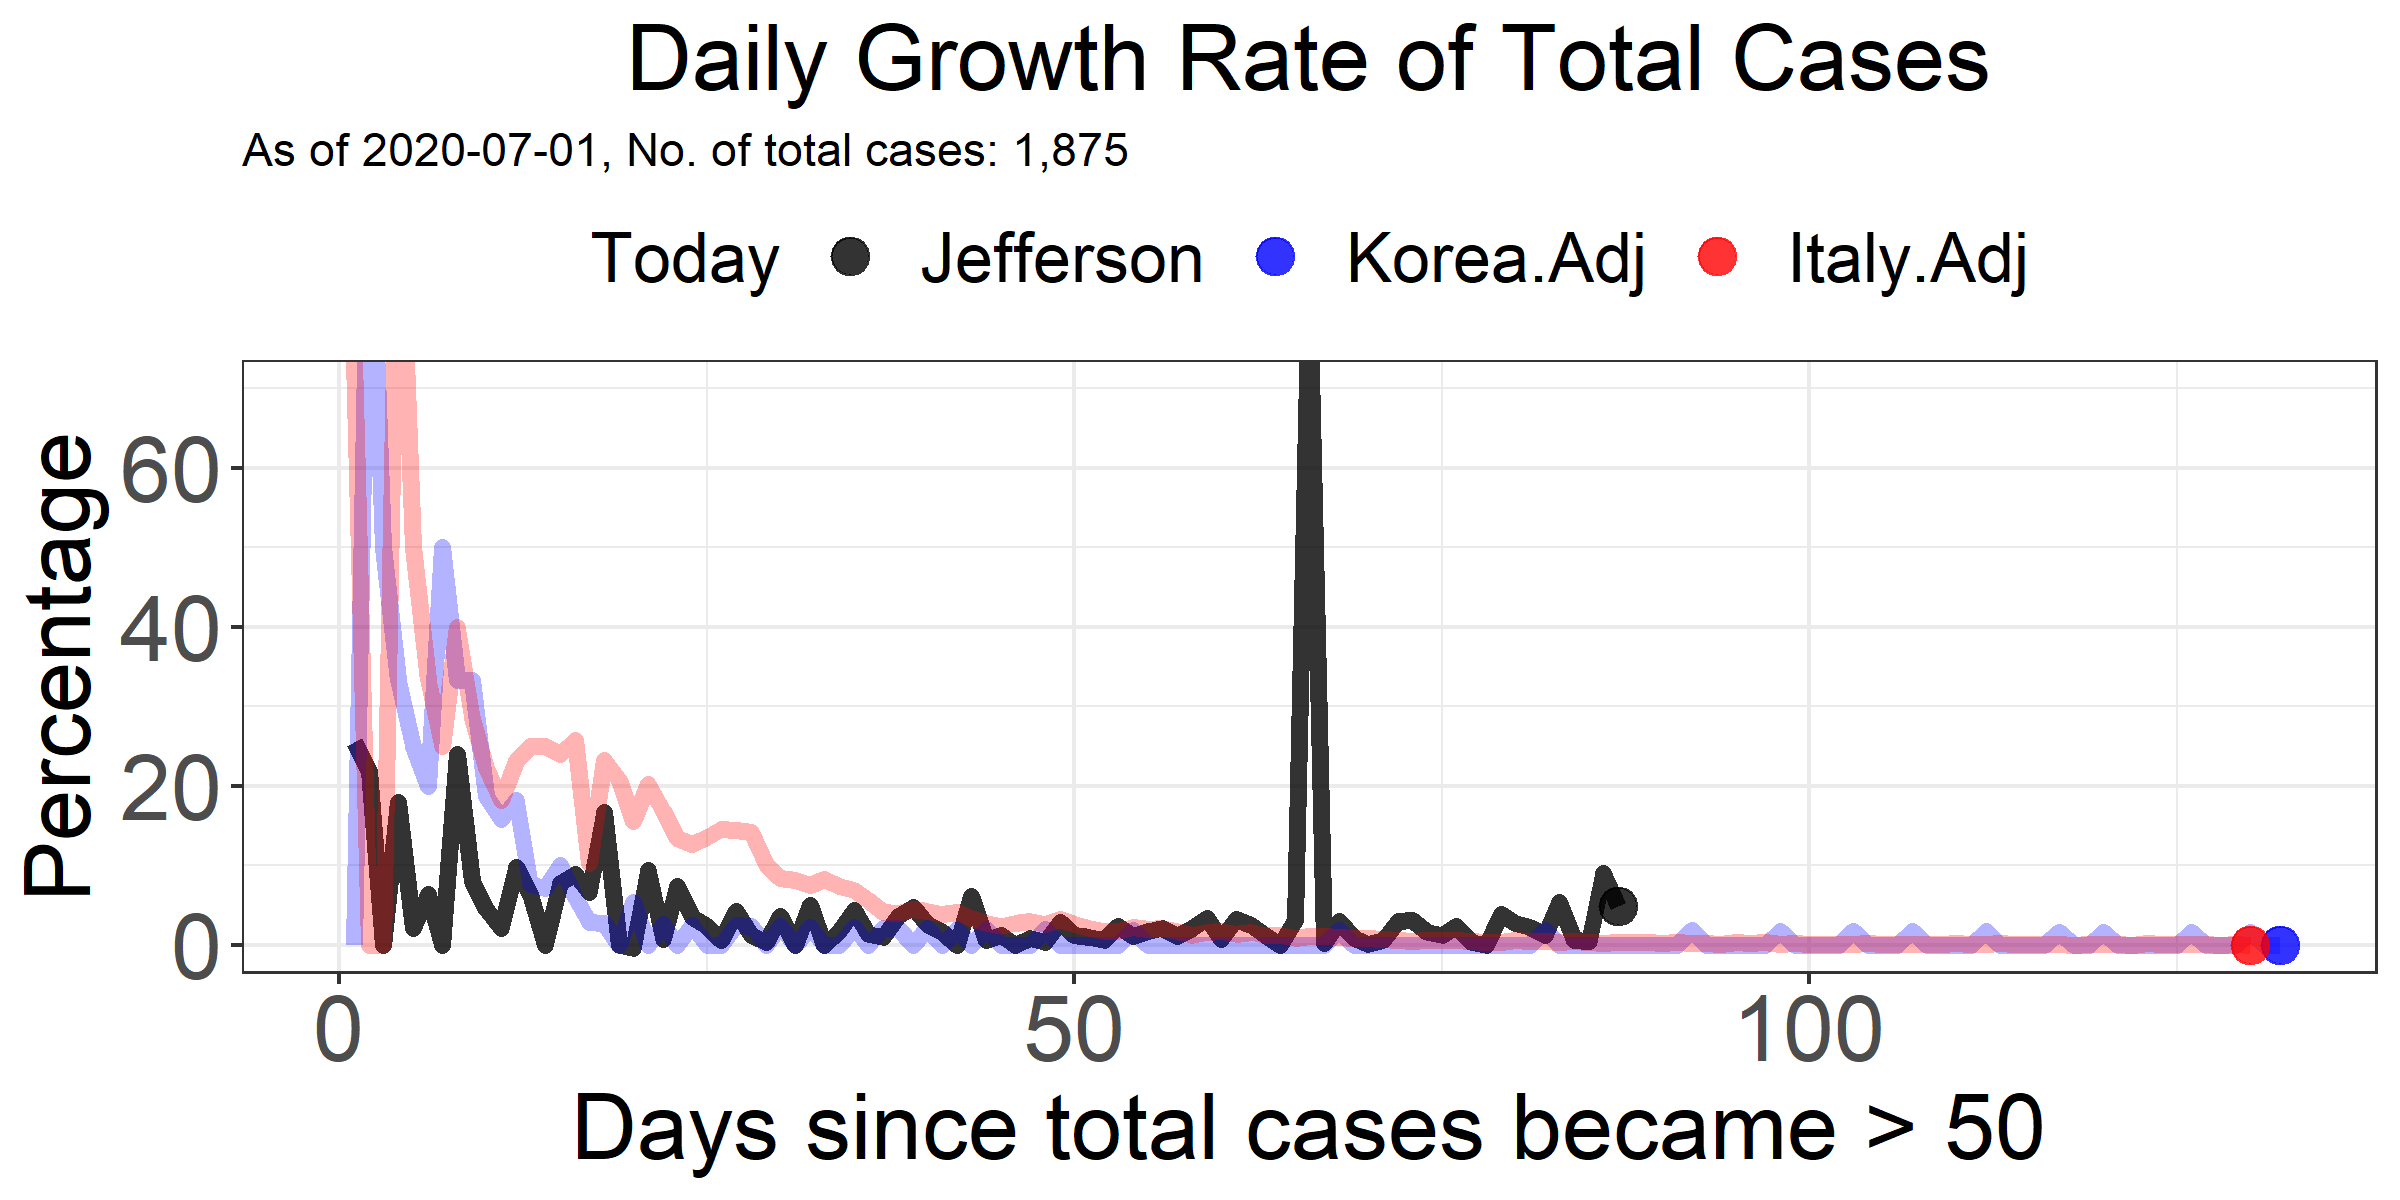 Daily Growth Rate of Total Cases
As of 2020-07-01, No. of total cases: 1,875
Today Jefferson Korea.Adj Italy.Adj
Percentage
60
40
20
0
0 50 100
Days since total cases became > 50